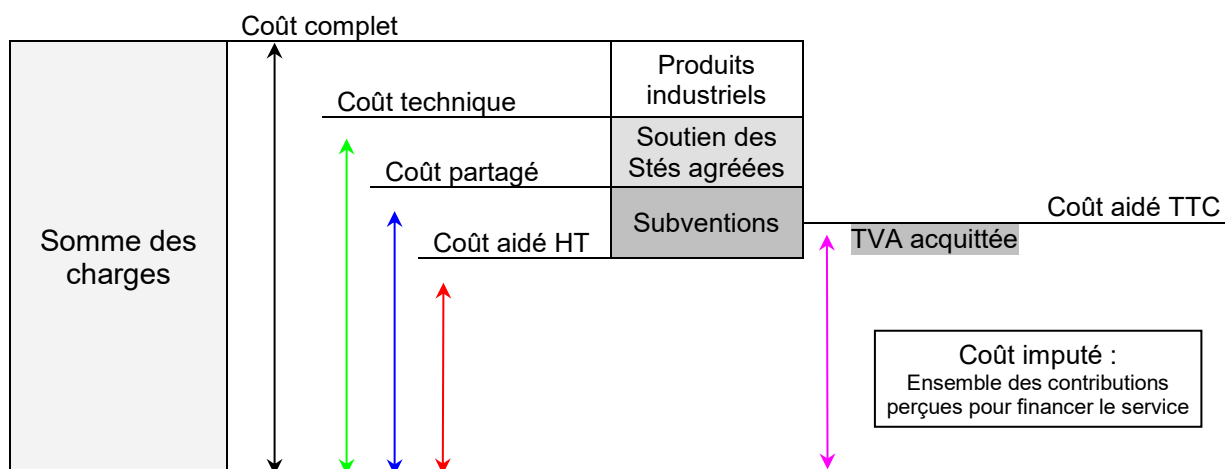 Coût complet
Produits
industriels
Coût technique
Soutien des
Stés agréées
Coût partagé
Subventions
Coût aidé TTC
TVA acquittée
Coût aidé HT
Somme des
charges
Coût imputé :
Ensemble des contributions
perçues pour financer le service